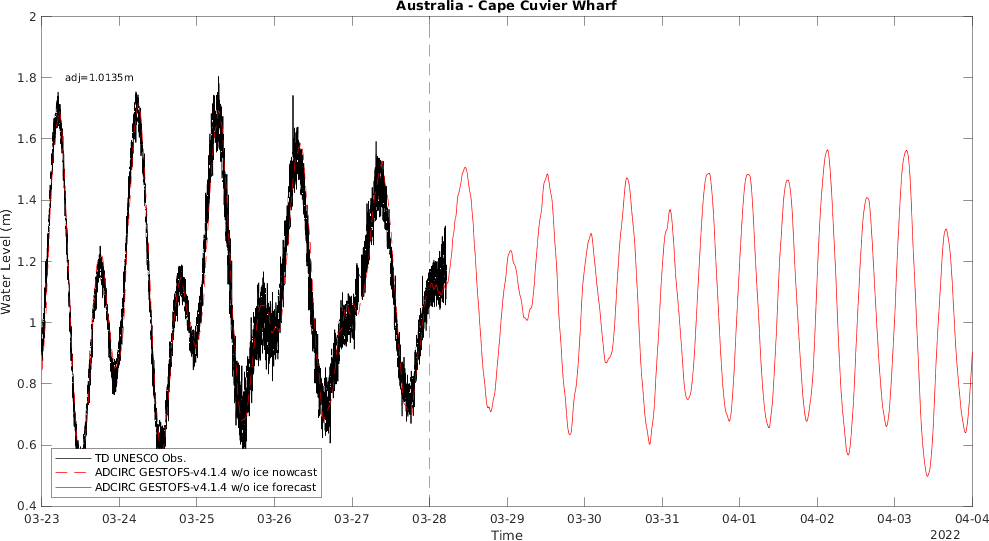 Australia - Cape Cuvier Wharf
2
1.8
1.6
1.4
1.2
1
0.8
0.6
0.4
Water Level (m)
adj=1.0135m
TD UNESCO Obs.
ADCIRC GESTOFS-v4.1.4 w/o ice nowcast
ADCIRC GESTOFS-v4.1.4 w/o ice forecast
03-23 03-24 03-25 03-26 03-27 03-28 03-29 03-30 03-31 04-01 04-02 04-03 04-04
Time
2022